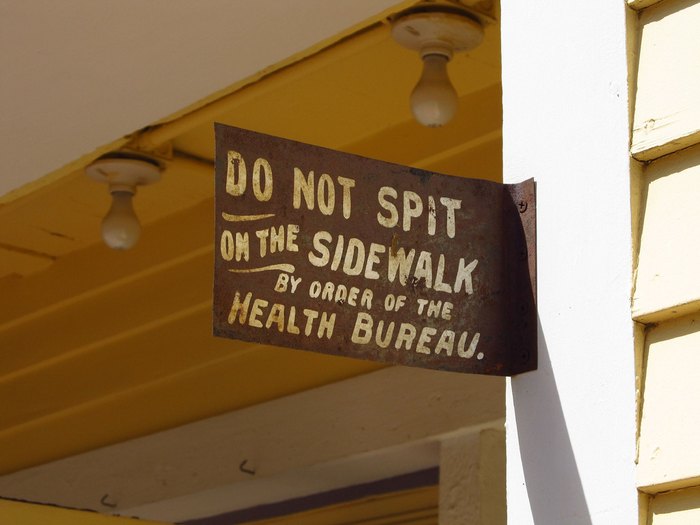 DO NOT SPIT
ON THE SIDEWALK
BY ORDER OF THE
HEALTH BUREAU.